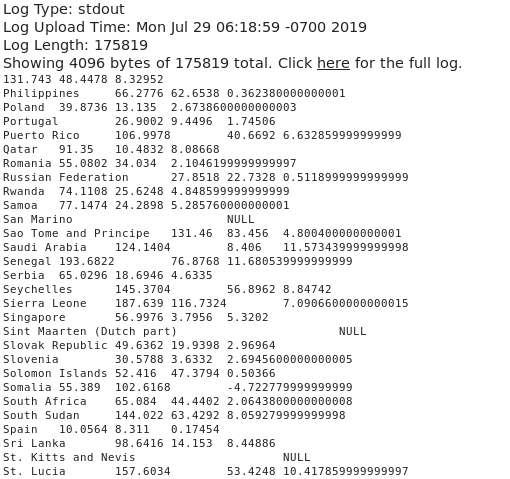 Log Type: stdout
Log Upload Time: Mon Jul 29 06:18:59 -0700 2019
Log Length: 175819
Showing 4096 bytes of 175819 total. Click here for the full log.
131.743 48.4478 8.32952
Philippines 66.2776 62.6538 0.362380000000001
Poland 39.8736 13.135 2.6738600000000003
Portugal 26.9002 9.4496 1.74506
Puerto Rico 106.9978 40.6692 6.632859999999999
Qatar 91.35 10.4832 8.08668
Romania 55.0802 34.034 2.1046199999999997
Russian Federation 27.8518 22.7328 0.5118999999999999
Rwanda 74.1108 25.6248 4.848599999999999
Samoa 77.1474 24.2898 5.285760000000001
San Marino NULL
Sao Tome and Principe 131.46 83.456 4.800400000000001
Saudi Arabia 124.1404 8.406 11.573439999999998
Senegal 193.6822 76.8768 11.680539999999999
Serbia 65.0296 18.6946 4.6335
Seychelles 145.3704 56.8962 8.84742
Sierra Leone 187.639 116.7324 7.0906600000000015
Singapore 56.9976 3.7956 5.3202
Sint Maarten (Dutch part) NULL
Slovak Republic 49.6362 19.9398 2.96964
Slovenia 30.5788 3.6332 2.6945600000000005
Solomon Islands 52.416 47.3794 0.50366
Somalia 55.389 102.6168 -4.722779999999999
South Africa 65.084 44.4402 2.0643800000000008
South Sudan 144.022 63.4292 8.059279999999998
Spain 10.0564 8.311 0.17454
Sri Lanka 98.6416 14.153 8.44886
St. Kitts and Nevis NULL
St. Lucia 157.6034 53.4248 10.417859999999997